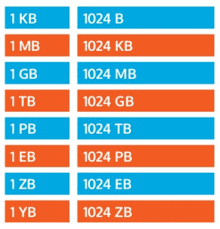 1 KB 1024 B
1 MB 1024 KB
1 GB 1024 MB
1 TB 1024 GB
1 PB 1024 TB
1 EB 1024 PB
1 ZB 1024 EB
1 YB 1024 ZB